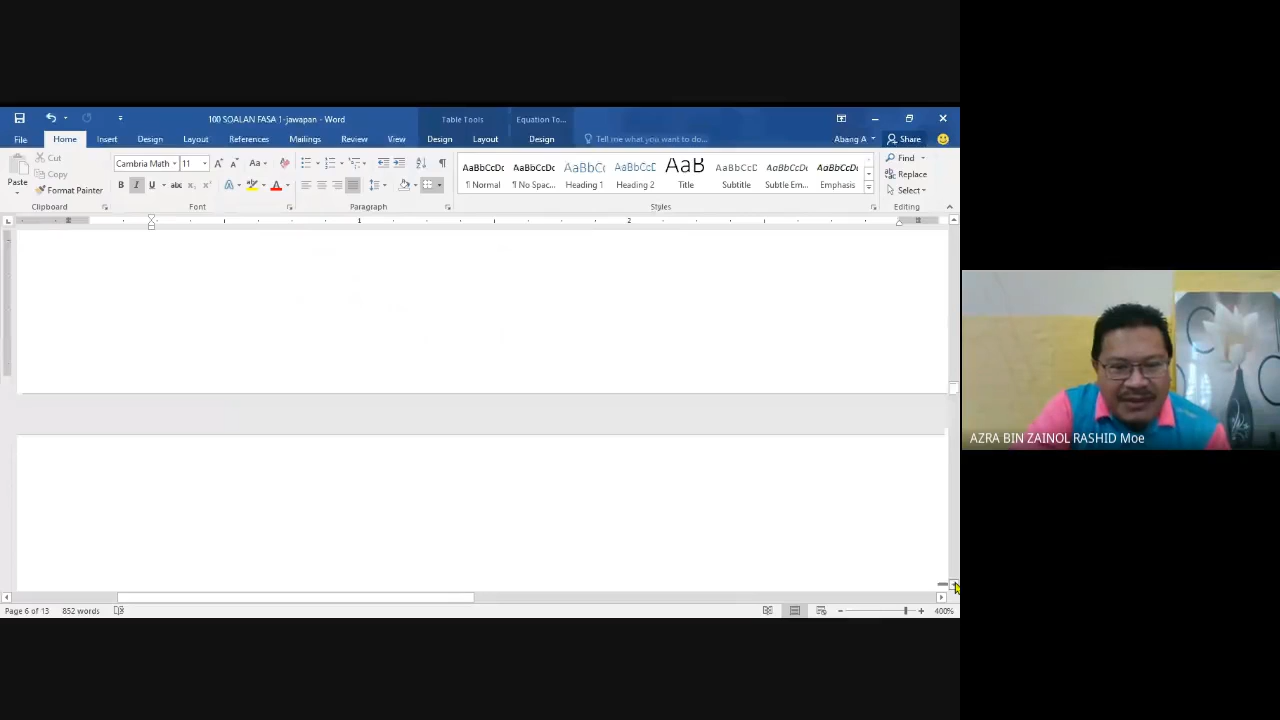 100 SOALAN FASA 1-jawapan - Word
Table Tools
Equation To...
File
Home
Insert
Design
Layout
References
Mailings
Review
View
Design
Layout
Design
Tell me what you want to do...
Abang A
Share
Paste
Cut
Copy
Format Painter
Clipboard
Cambria Math
11
Font
Paragraph
AaBbCcDc
¶ Normal
AaBbCcDc
¶ No Spac...
AaBbCc
Heading 1
AaBbCcD
Heading 2
AaB
Title
AaBbCcD
Subtitle
AaBbCcDc
Subtle Em...
AaBbCcDc
Emphasis
Styles
Find
Replace
Select
Editing
1
2
AZRA BIN ZAINOL RASHID Moe
Page 6 of 13
852 words
400%